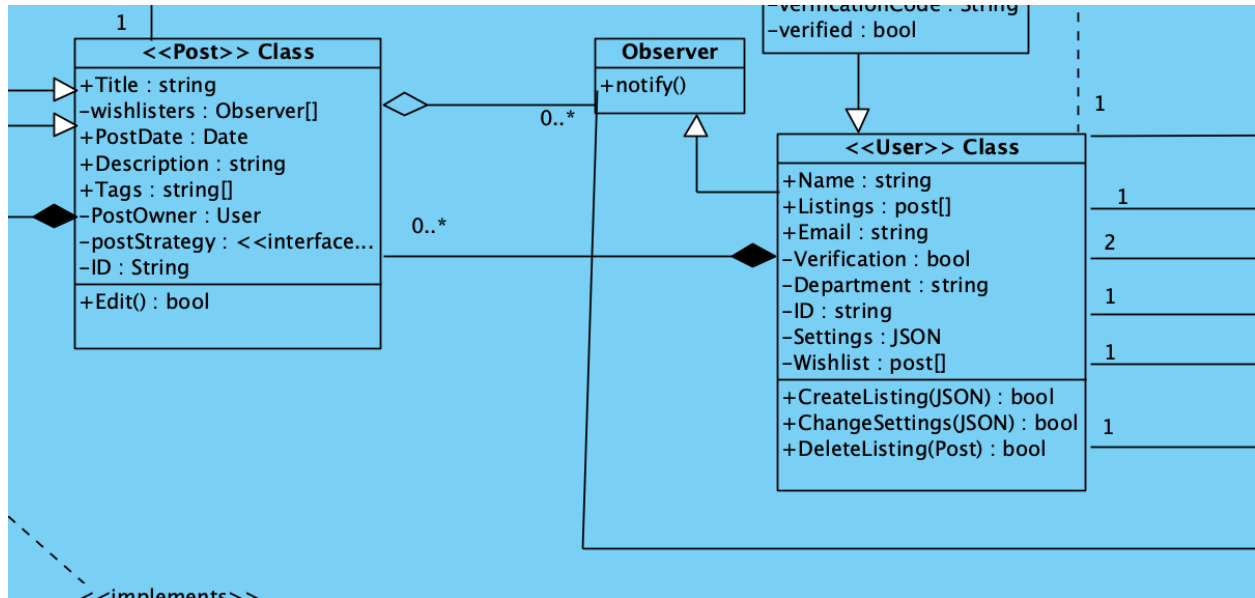 1
<<Post>> Class
+Title : string
-wishlisters : Observer[]
+PostDate : Date
+Description : string
+Tags : string[]
-PostOwner : User
-postStrategy : <<interface...
-ID : String
+Edit() : bool
0..*
0..*
Observer
+notify()
-verificationCode : String
-verified : bool
<<User>> Class
+Name : string
+Listings : post[]
+Email : string
-Verification : bool
-Department : string
-ID : string
-Settings : JSON
-Wishlist : post[]
+CreateListing(JSON) : bool
+ChangeSettings(JSON) : bool
+DeleteListing(Post) : bool
1
1
2
1
1
1
<<implements>>